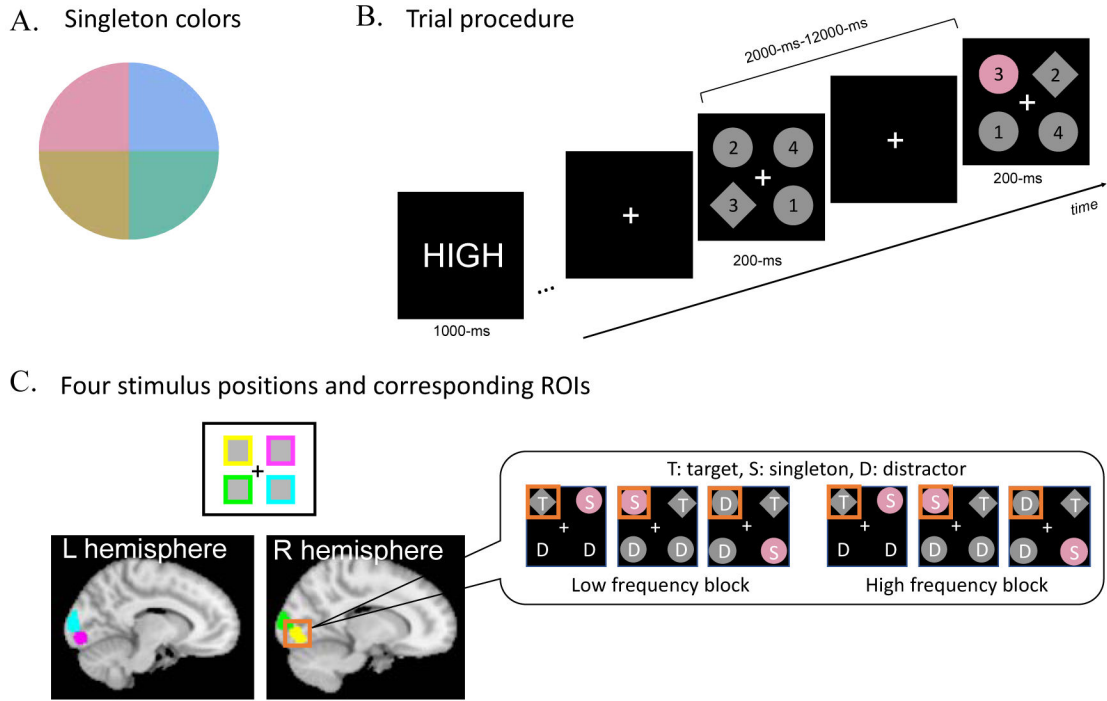 A. Singleton colors
B. Trial procedure
HIGH
1000-ms
...
+
2 4
+
3 1
200-ms
2000-ms-12000-ms
+
3 2
+
1 4
200-ms
time
C. Four stimulus positions and corresponding ROIs
+
L hemisphere
R hemisphere
T: target, S: singleton, D: distractor
T S
+
D D
S T
+
D D
D T
+
D S
Low frequency block
T S
+
D D
S T
+
D D
D T
+
D S
High frequency block